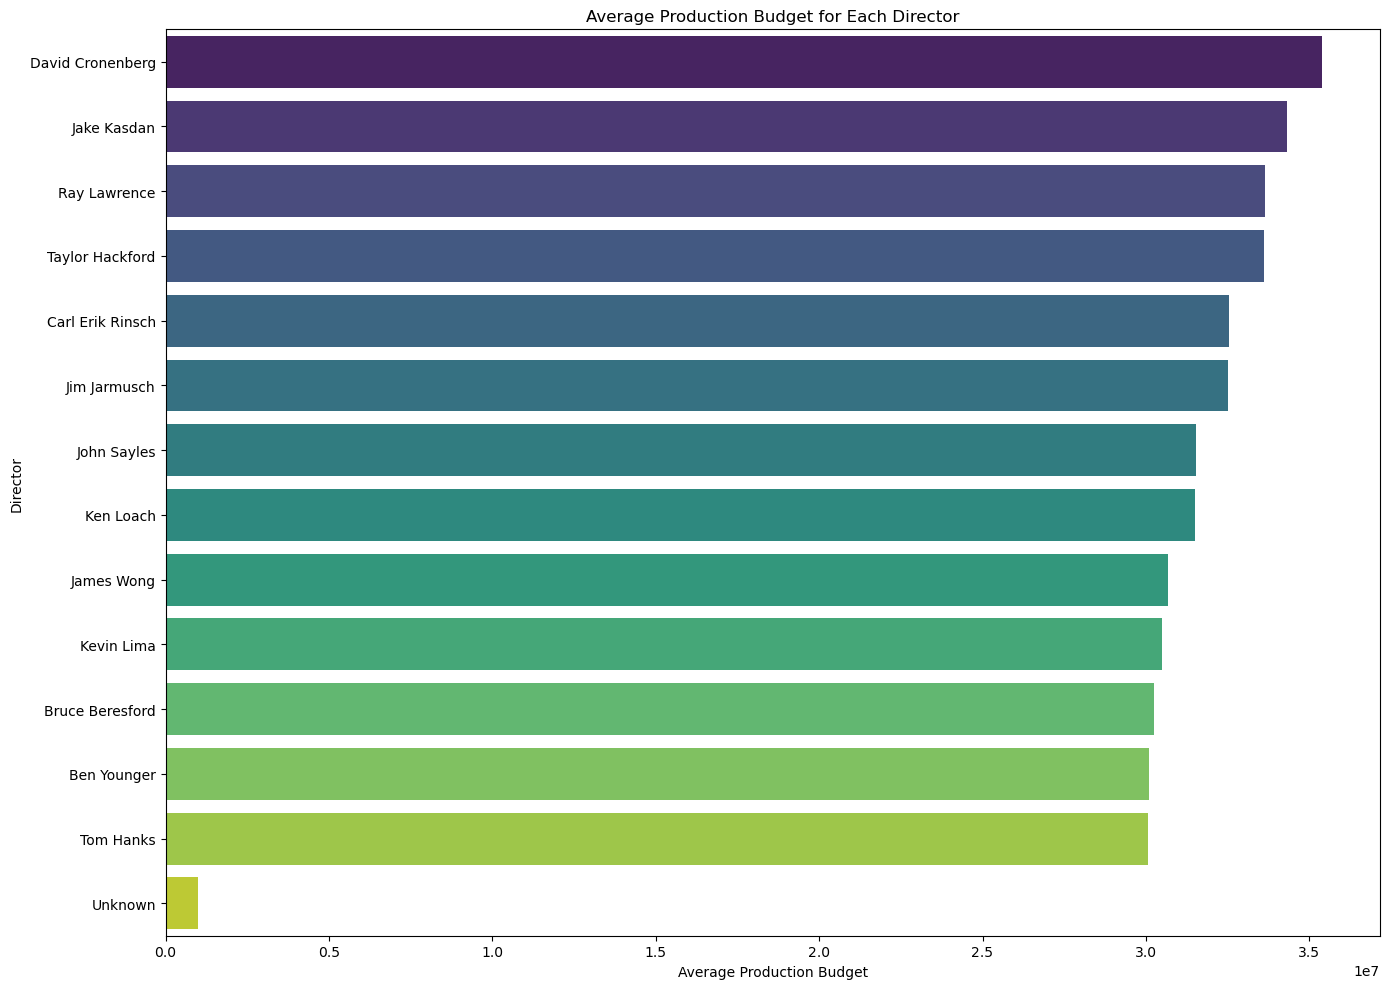 Average Production Budget for Each Director
David Cronenberg
Jake Kasdan
Ray Lawrence
Taylor Hackford
Carl Erik Rinsch
Jim Jarmusch
John Sayles
Ken Loach
James Wong
Kevin Lima
Bruce Beresford
Ben Younger
Tom Hanks
Unknown
Director
0.0 0.5 1.0 1.5 2.0 2.5 3.0 3.5
1e7
Average Production Budget